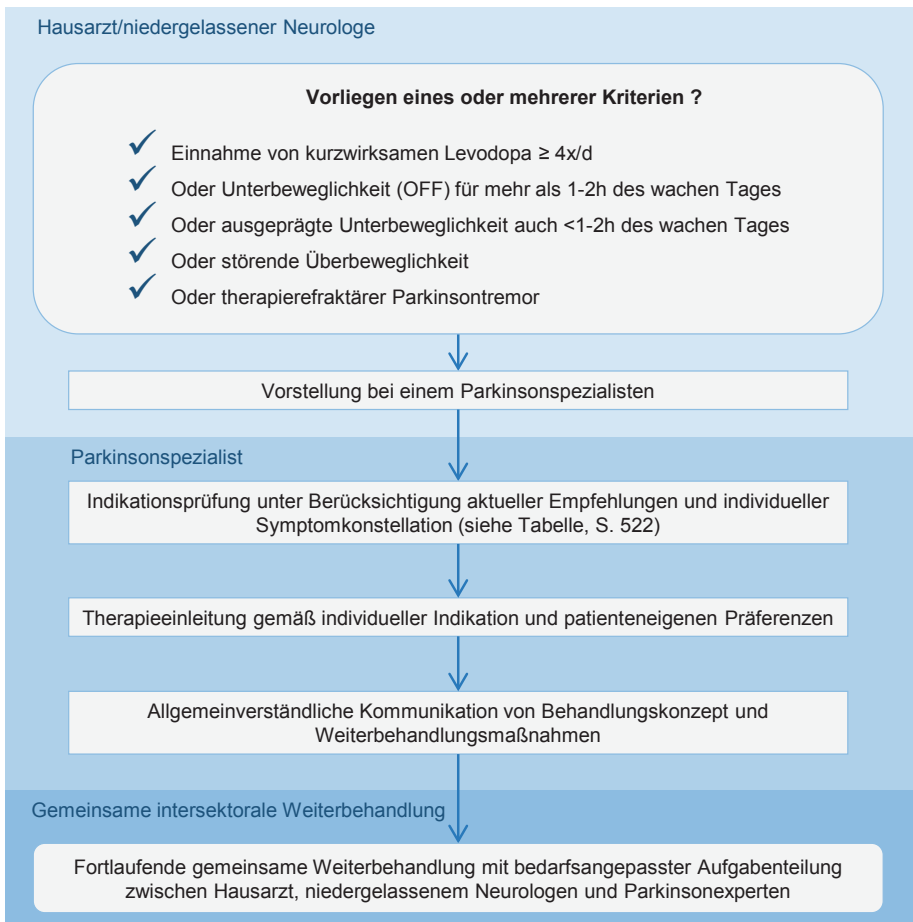 Hausarzt/niedergelassener Neurologe
Vorliegen eines oder mehrerer Kriterien ?
Einnahme von kurzwirksamen Levodopa ≥ 4x/d
Oder Unterbeweglichkeit (OFF) für mehr als 1-2h des wachen Tages
Oder ausgeprägte Unterbeweglichkeit auch <1-2h des wachen Tages
Oder störende Überbeweglichkeit
Oder therapierefraktärer Parkinsontremor
Vorstellung bei einem Parkinsonspezialisten
Parkinsonspezialist
Indikationsprüfung unter Berücksichtigung aktueller Empfehlungen und individueller
Symptomkonstellation (siehe Tabelle, S. 522)
Therapieeinleitung gemäß individueller Indikation und patienteneigenen Präferenzen
Allgemeinverständliche Kommunikation von Behandlungskonzept und
Weiterbehandlungsmaßnahmen
Gemeinsame intersektorale Weiterbehandlung
Fortlaufende gemeinsame Weiterbehandlung mit bedarfsangepasster Aufgabenteilung
zwischen Hausarzt, niedergelassenem Neurologen und Parkinsonexperten